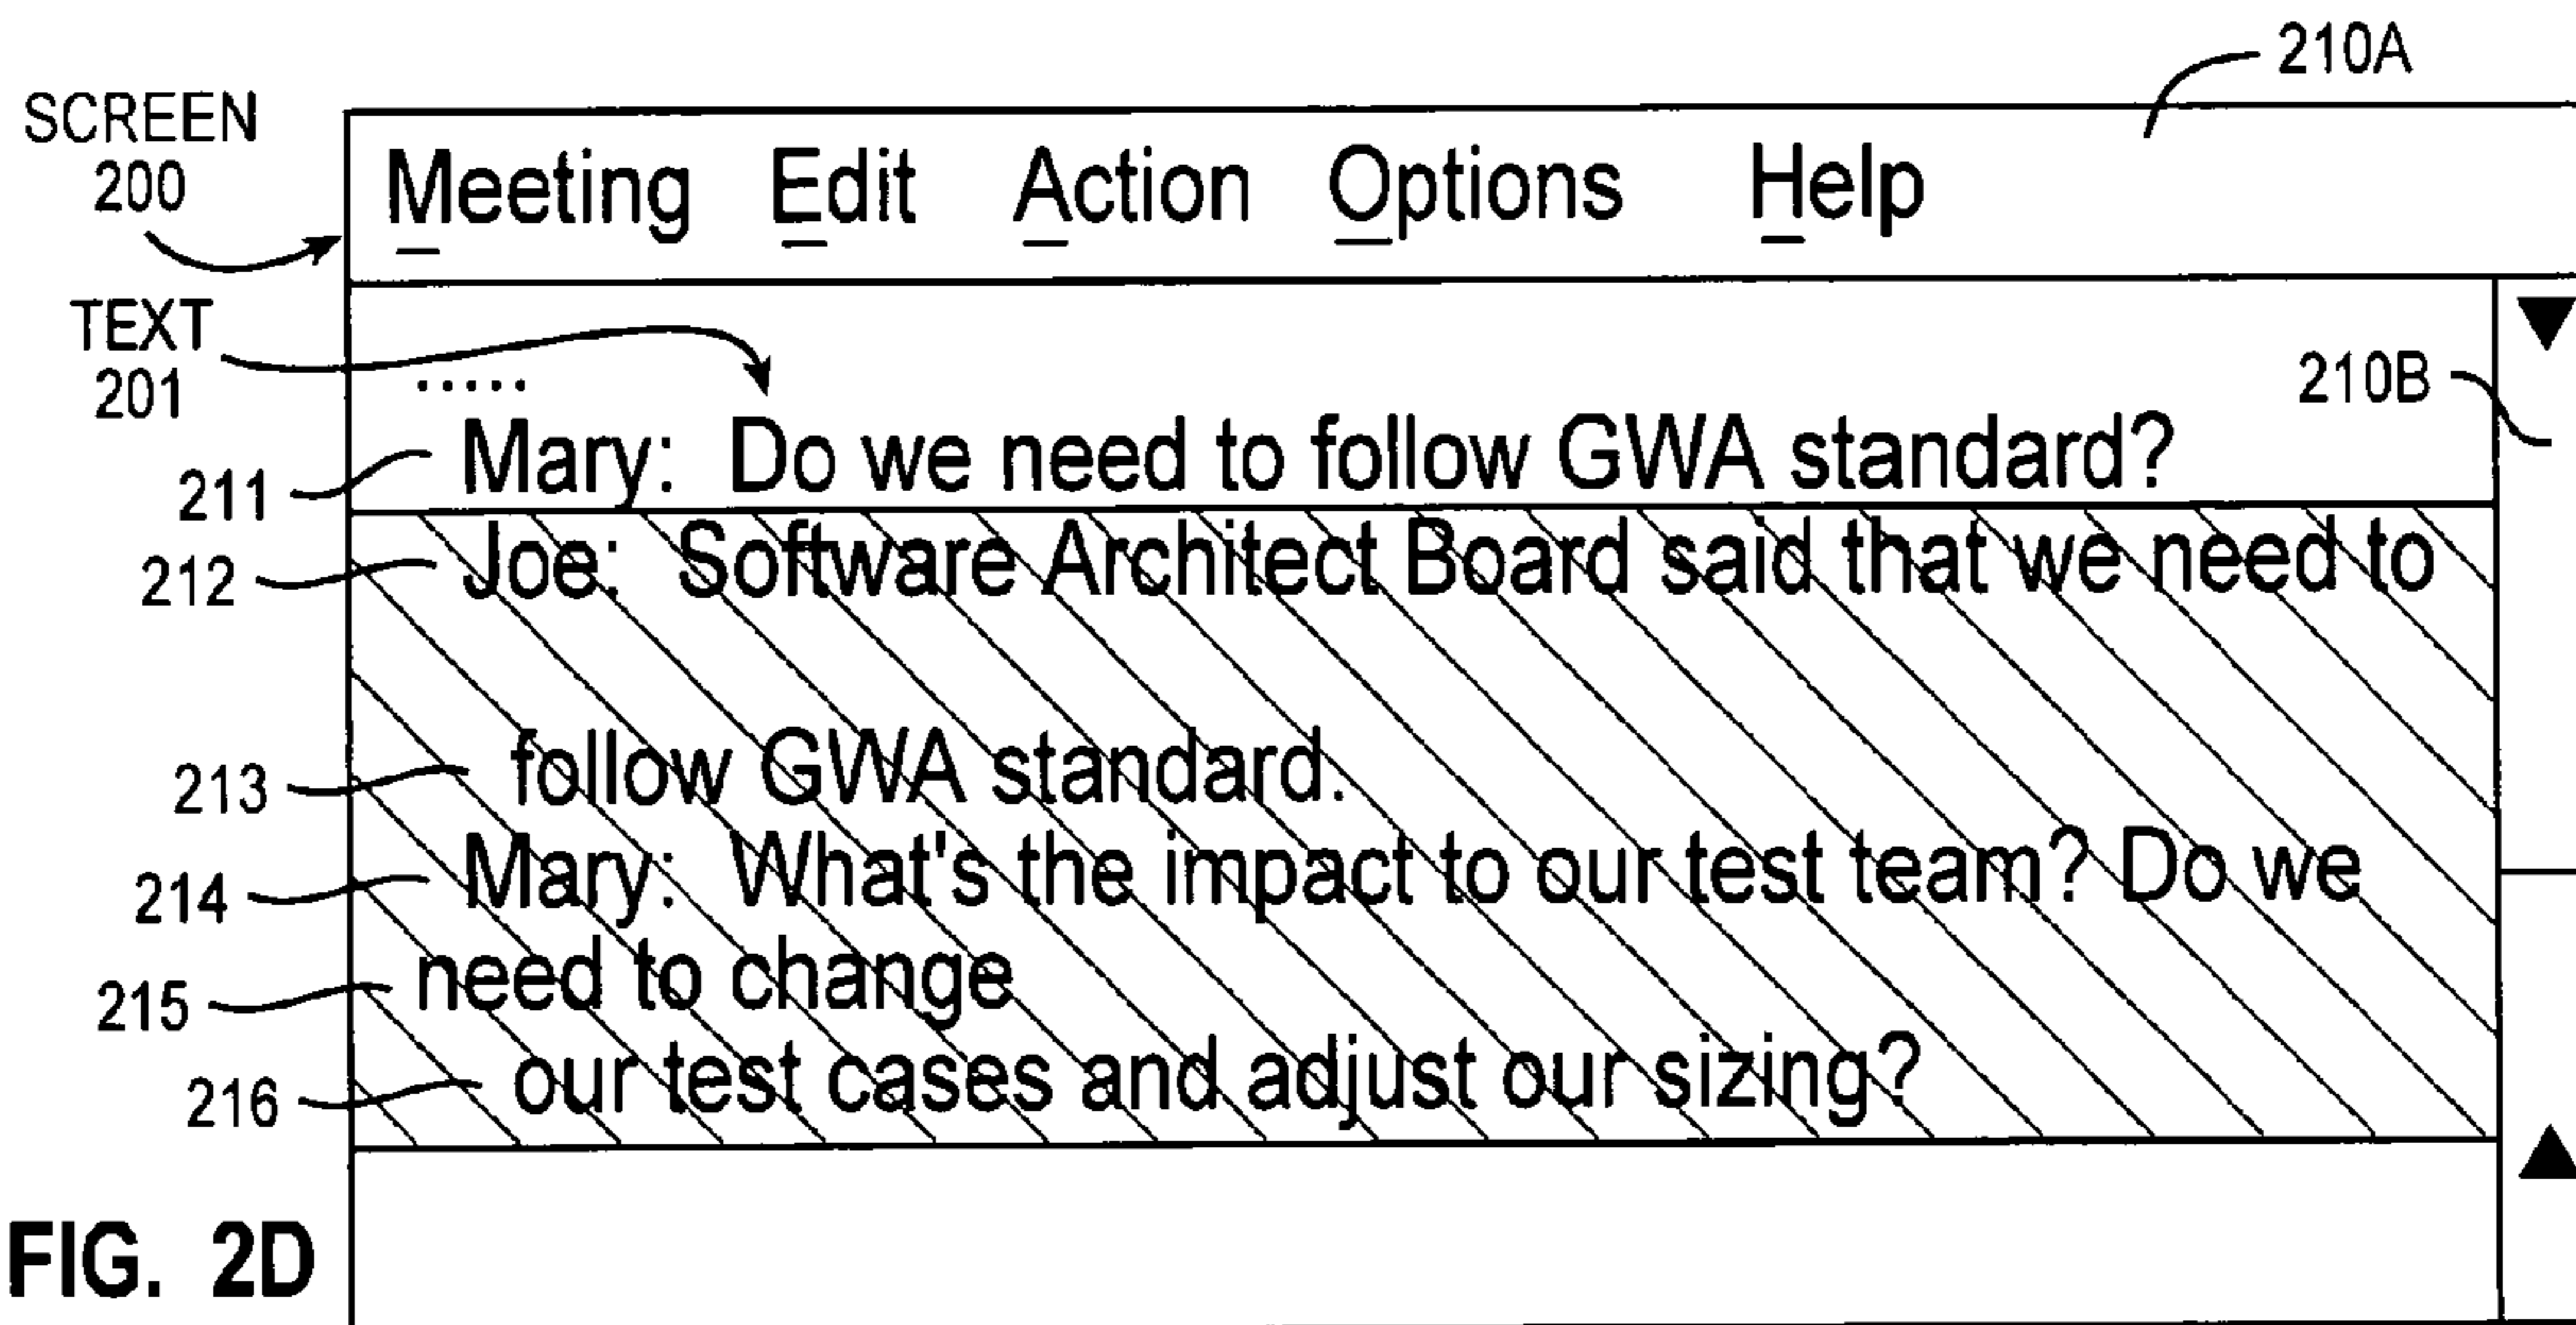 210A
SCREEN
200
Meeting Edit Action Options Help
TEXT
201
.....
210B
211 Mary: Do we need to follow GWA standard?
212 Joe: Software Architect Board said that we need to
213 follow GWA standard.
214 Mary: What's the impact to our test team? Do we
215 need to change
216 our test cases and adjust our sizing?
FIG. 2D